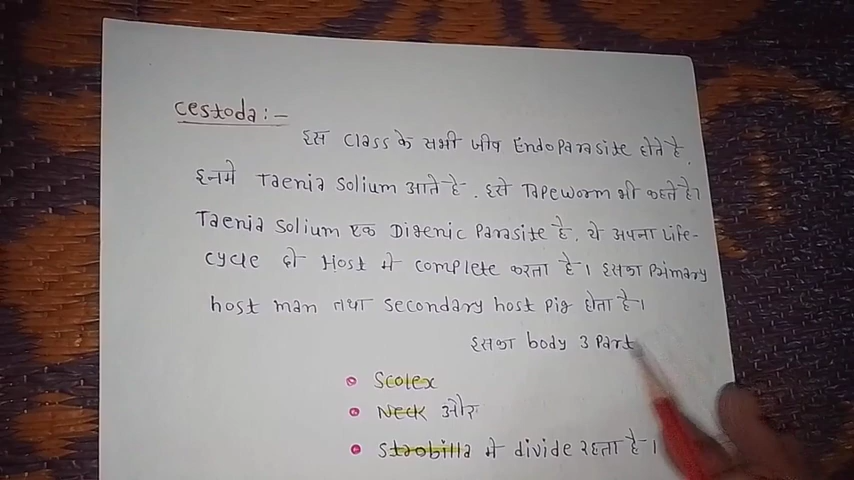 Cestoda:-
इस class के सभी जीव Endoparasite होते है.
इनमे Taenia solium आते है. इसे Tapeworm भी कहते है।
Taenia solium एक Digenic Parasite है, ये अपना Life-
cycle दो Host मे complete करता है। इसका Primary
host man तथा secondary host pig होता है।
इसका body 3 Part
• Scolex
• Neck और
• Strobilla मे divide रहता है।